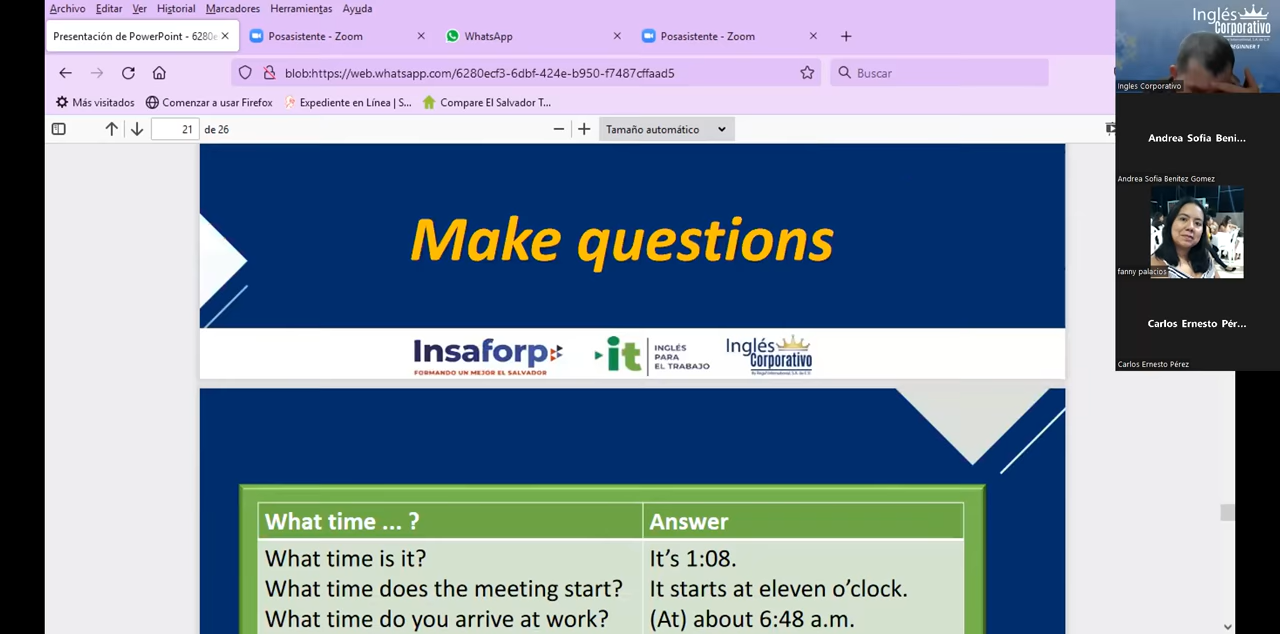 Archivo Editar Ver Historial Marcadores Herramientas Ayuda
Presentación de PowerPoint - 6280e
Posasistente - Zoom
WhatsApp
Posasistente - Zoom
blob:https://web.whatsapp.com/6280ecf3-6dbf-424e-b950-f7487cffaad5
Buscar
Más visitados
Comenzar a usar Firefox
Expediente en Línea | S...
Compare El Salvador T...
21 de 26
Tamaño automático
Make questions
Insaforp
FORMANDO UN MEJOR EL SALVADOR
it
INGLÉS
PARA
EL TRABAJO
Inglés
Corporativo
What time ... ?
Answer
What time is it?
It’s 1:08.
What time does the meeting start?
It starts at eleven o’clock.
What time do you arrive at work?
(At) about 6:48 a.m.
Inglés
Corporativo
BEGINNER 1
Ingles Corporativo
Andrea Sofia Beni...
Andrea Sofia Benitez Gomez
fanny palacios
Carlos Ernesto Pér...
Carlos Ernesto Pérez